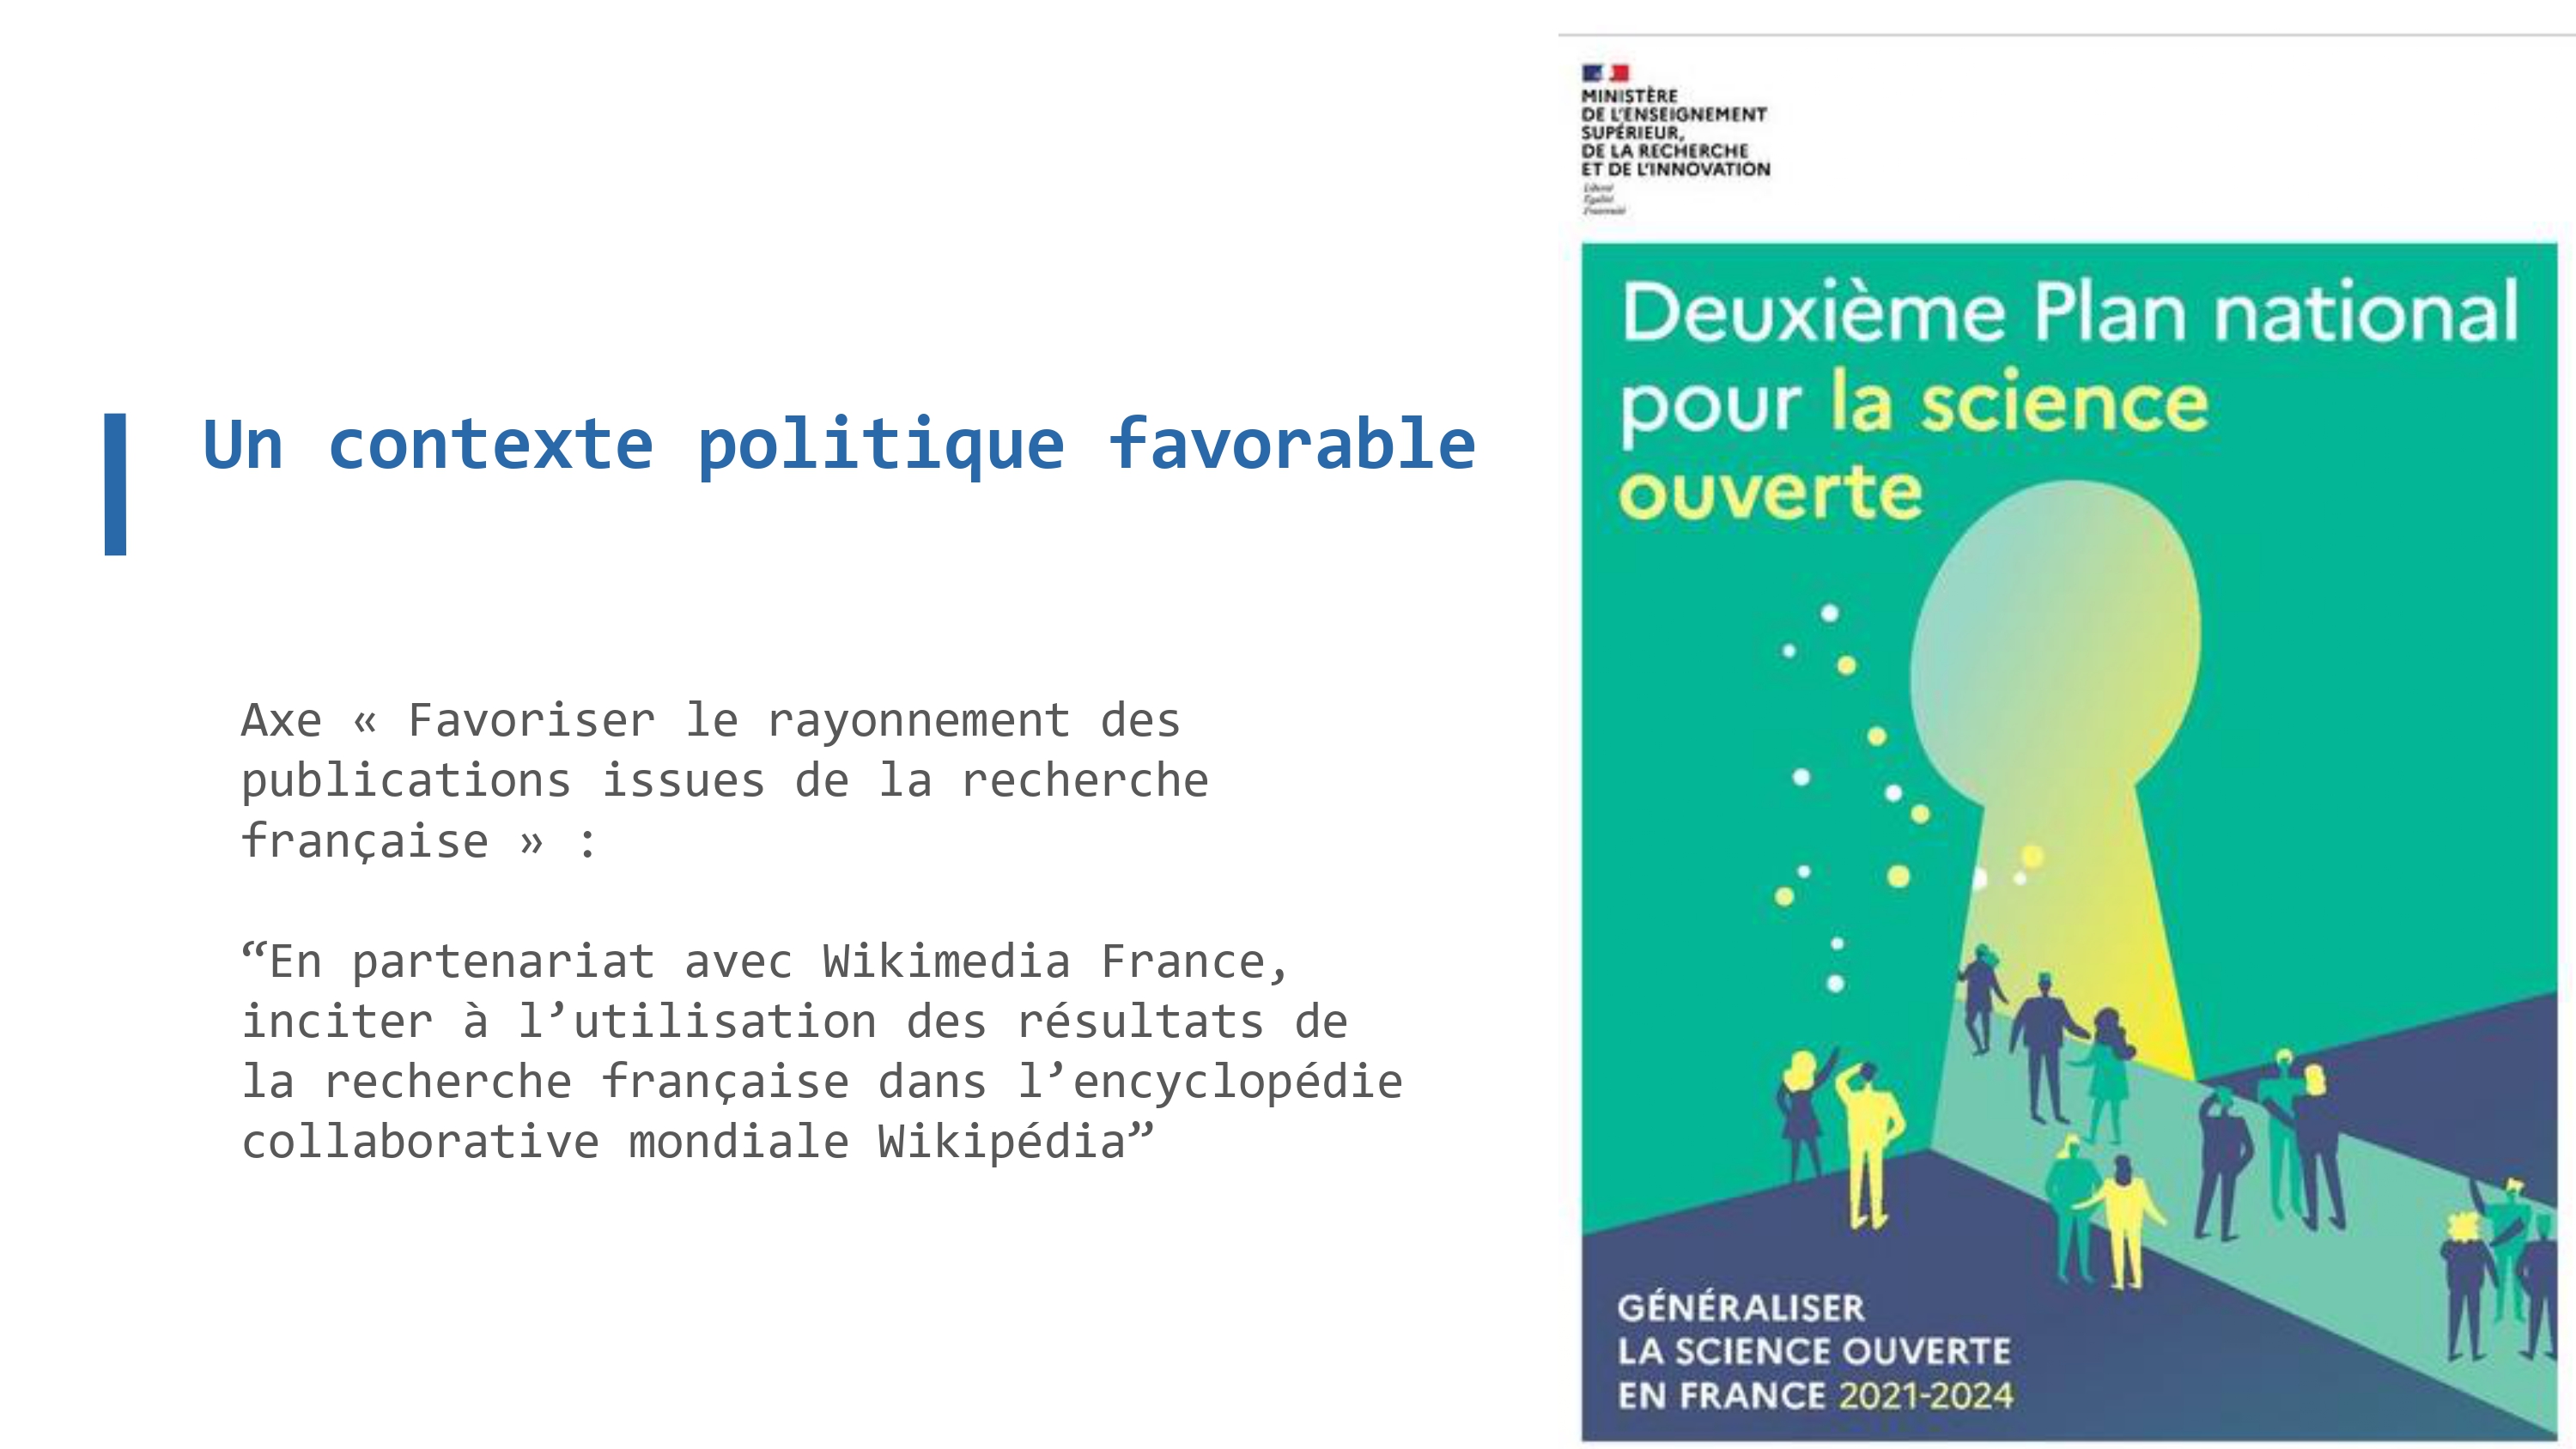 Un contexte politique favorable
Axe « Favoriser le rayonnement des
publications issues de la recherche
française » :
“En partenariat avec Wikimedia France,
inciter à l’utilisation des résultats de
la recherche française dans l’encyclopédie
collaborative mondiale Wikipédia”
MINISTÈRE
DE L'ENSEIGNEMENT
SUPÉRIEUR,
DE LA RECHERCHE
ET DE L'INNOVATION
Liberté
Égalité
Fraternité
Deuxième Plan national
pour la science
ouverte
GÉNÉRALISER
LA SCIENCE OUVERTE
EN FRANCE 2021-2024